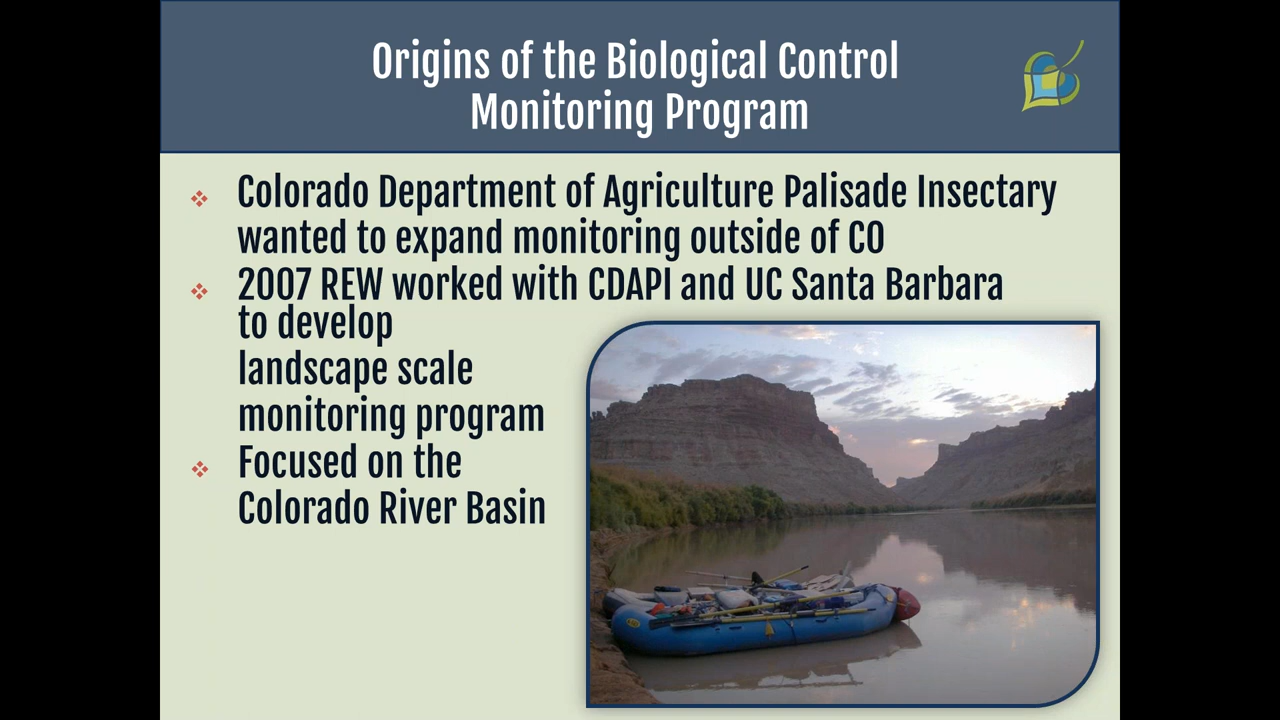 Origins of the Biological Control
Monitoring Program
Colorado Department of Agriculture Palisade Insectary
wanted to expand monitoring outside of CO
2007 REW worked with CDAPI and UC Santa Barbara
to develop
landscape scale
monitoring program
Focused on the
Colorado River Basin